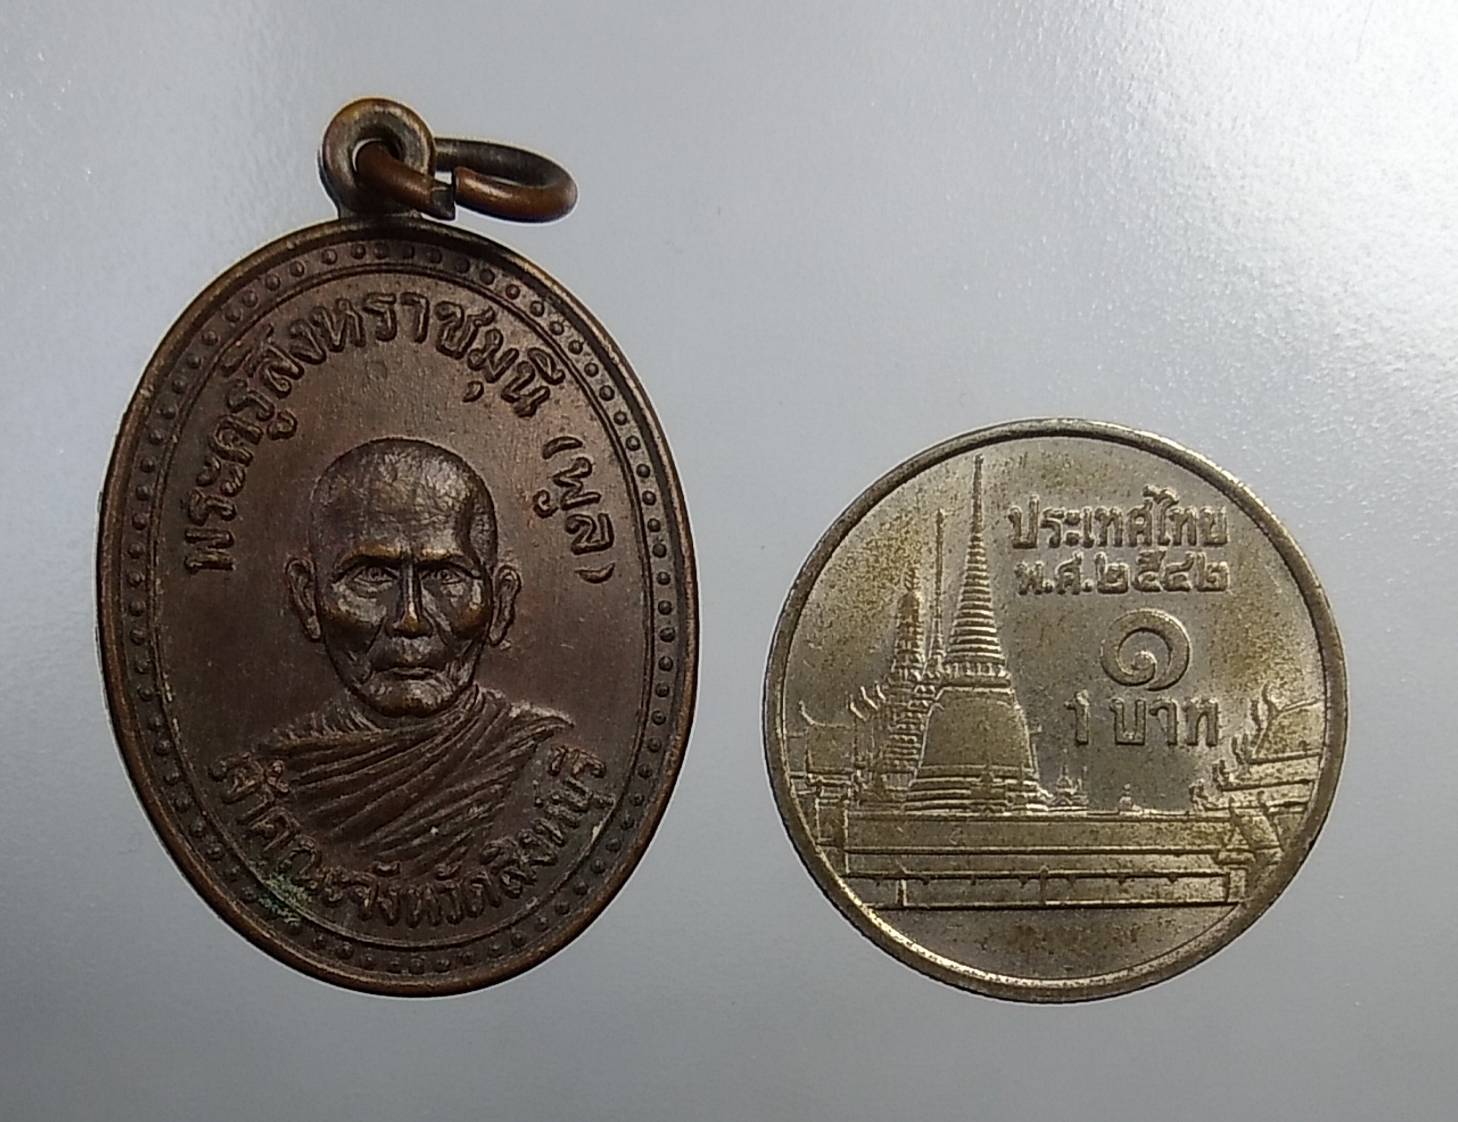 พระครูสิงหราชมุนี (พูล)
เจ้าคณะจังหวัดสิงห์บุรี
ประเทศไทย
พ.ศ.๒๕๔๒
๑
1 บาท